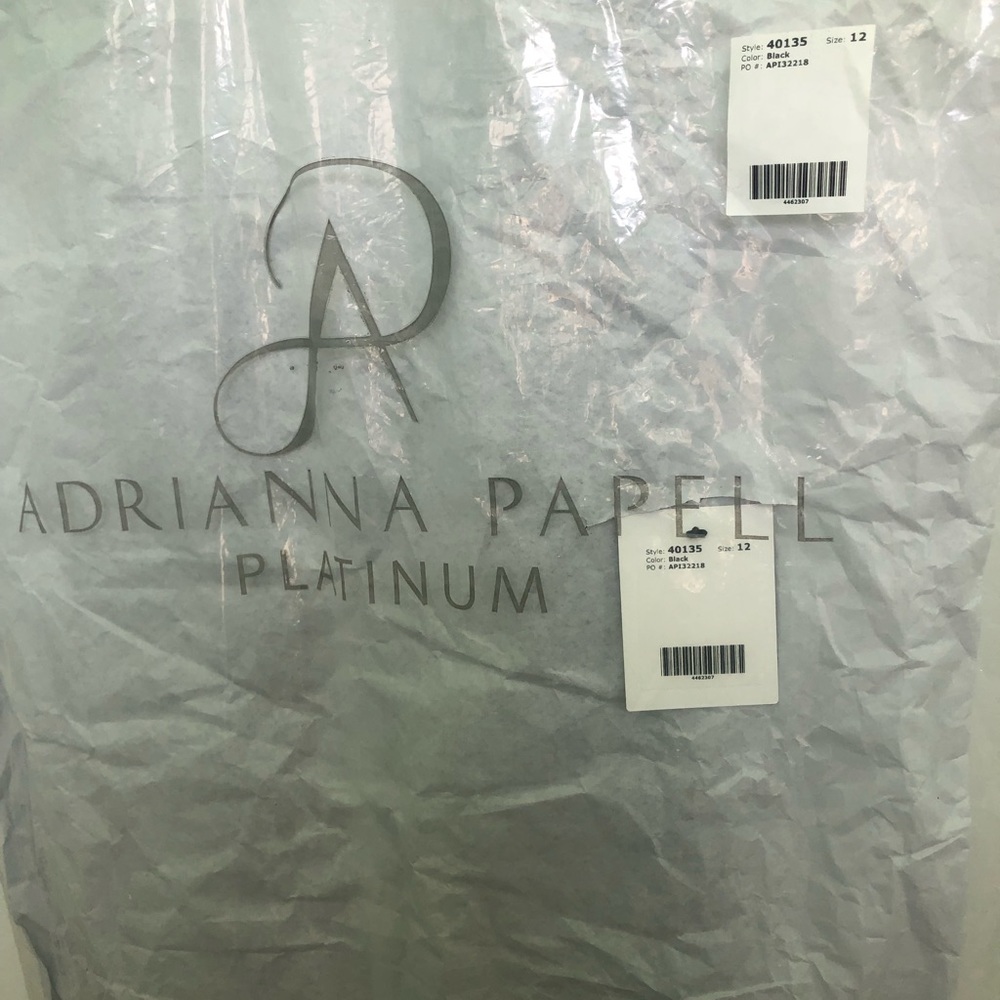 Style: 40135 Size: 12
Color: Black
PO #: API32218
4462307
AP
ADRIANNA PAPELL
PLATINUM
Style: 40135 Size: 12
Color: Black
PO #: API32218
4462307